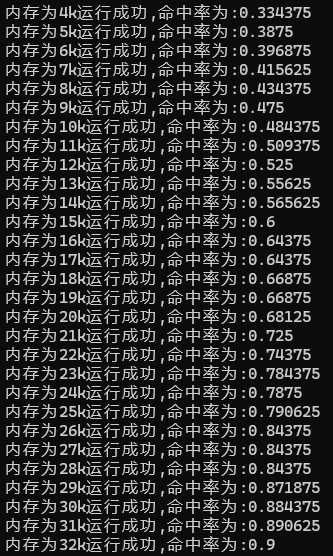 内存为4k运行成功,命中率为:0.334375
内存为5k运行成功,命中率为:0.3875
内存为6k运行成功,命中率为:0.396875
内存为7k运行成功,命中率为:0.415625
内存为8k运行成功,命中率为:0.434375
内存为9k运行成功,命中率为:0.475
内存为10k运行成功,命中率为:0.484375
内存为11k运行成功,命中率为:0.509375
内存为12k运行成功,命中率为:0.525
内存为13k运行成功,命中率为:0.55625
内存为14k运行成功,命中率为:0.565625
内存为15k运行成功,命中率为:0.6
内存为16k运行成功,命中率为:0.64375
内存为17k运行成功,命中率为:0.64375
内存为18k运行成功,命中率为:0.66875
内存为19k运行成功,命中率为:0.66875
内存为20k运行成功,命中率为:0.68125
内存为21k运行成功,命中率为:0.725
内存为22k运行成功,命中率为:0.74375
内存为23k运行成功,命中率为:0.784375
内存为24k运行成功,命中率为:0.7875
内存为25k运行成功,命中率为:0.790625
内存为26k运行成功,命中率为:0.84375
内存为27k运行成功,命中率为:0.84375
内存为28k运行成功,命中率为:0.84375
内存为29k运行成功,命中率为:0.871875
内存为30k运行成功,命中率为:0.884375
内存为31k运行成功,命中率为:0.890625
内存为32k运行成功,命中率为:0.9